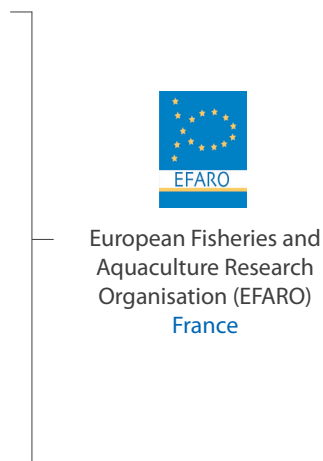 EFARO
European Fisheries and
Aquaculture Research
Organisation (EFARO)
France